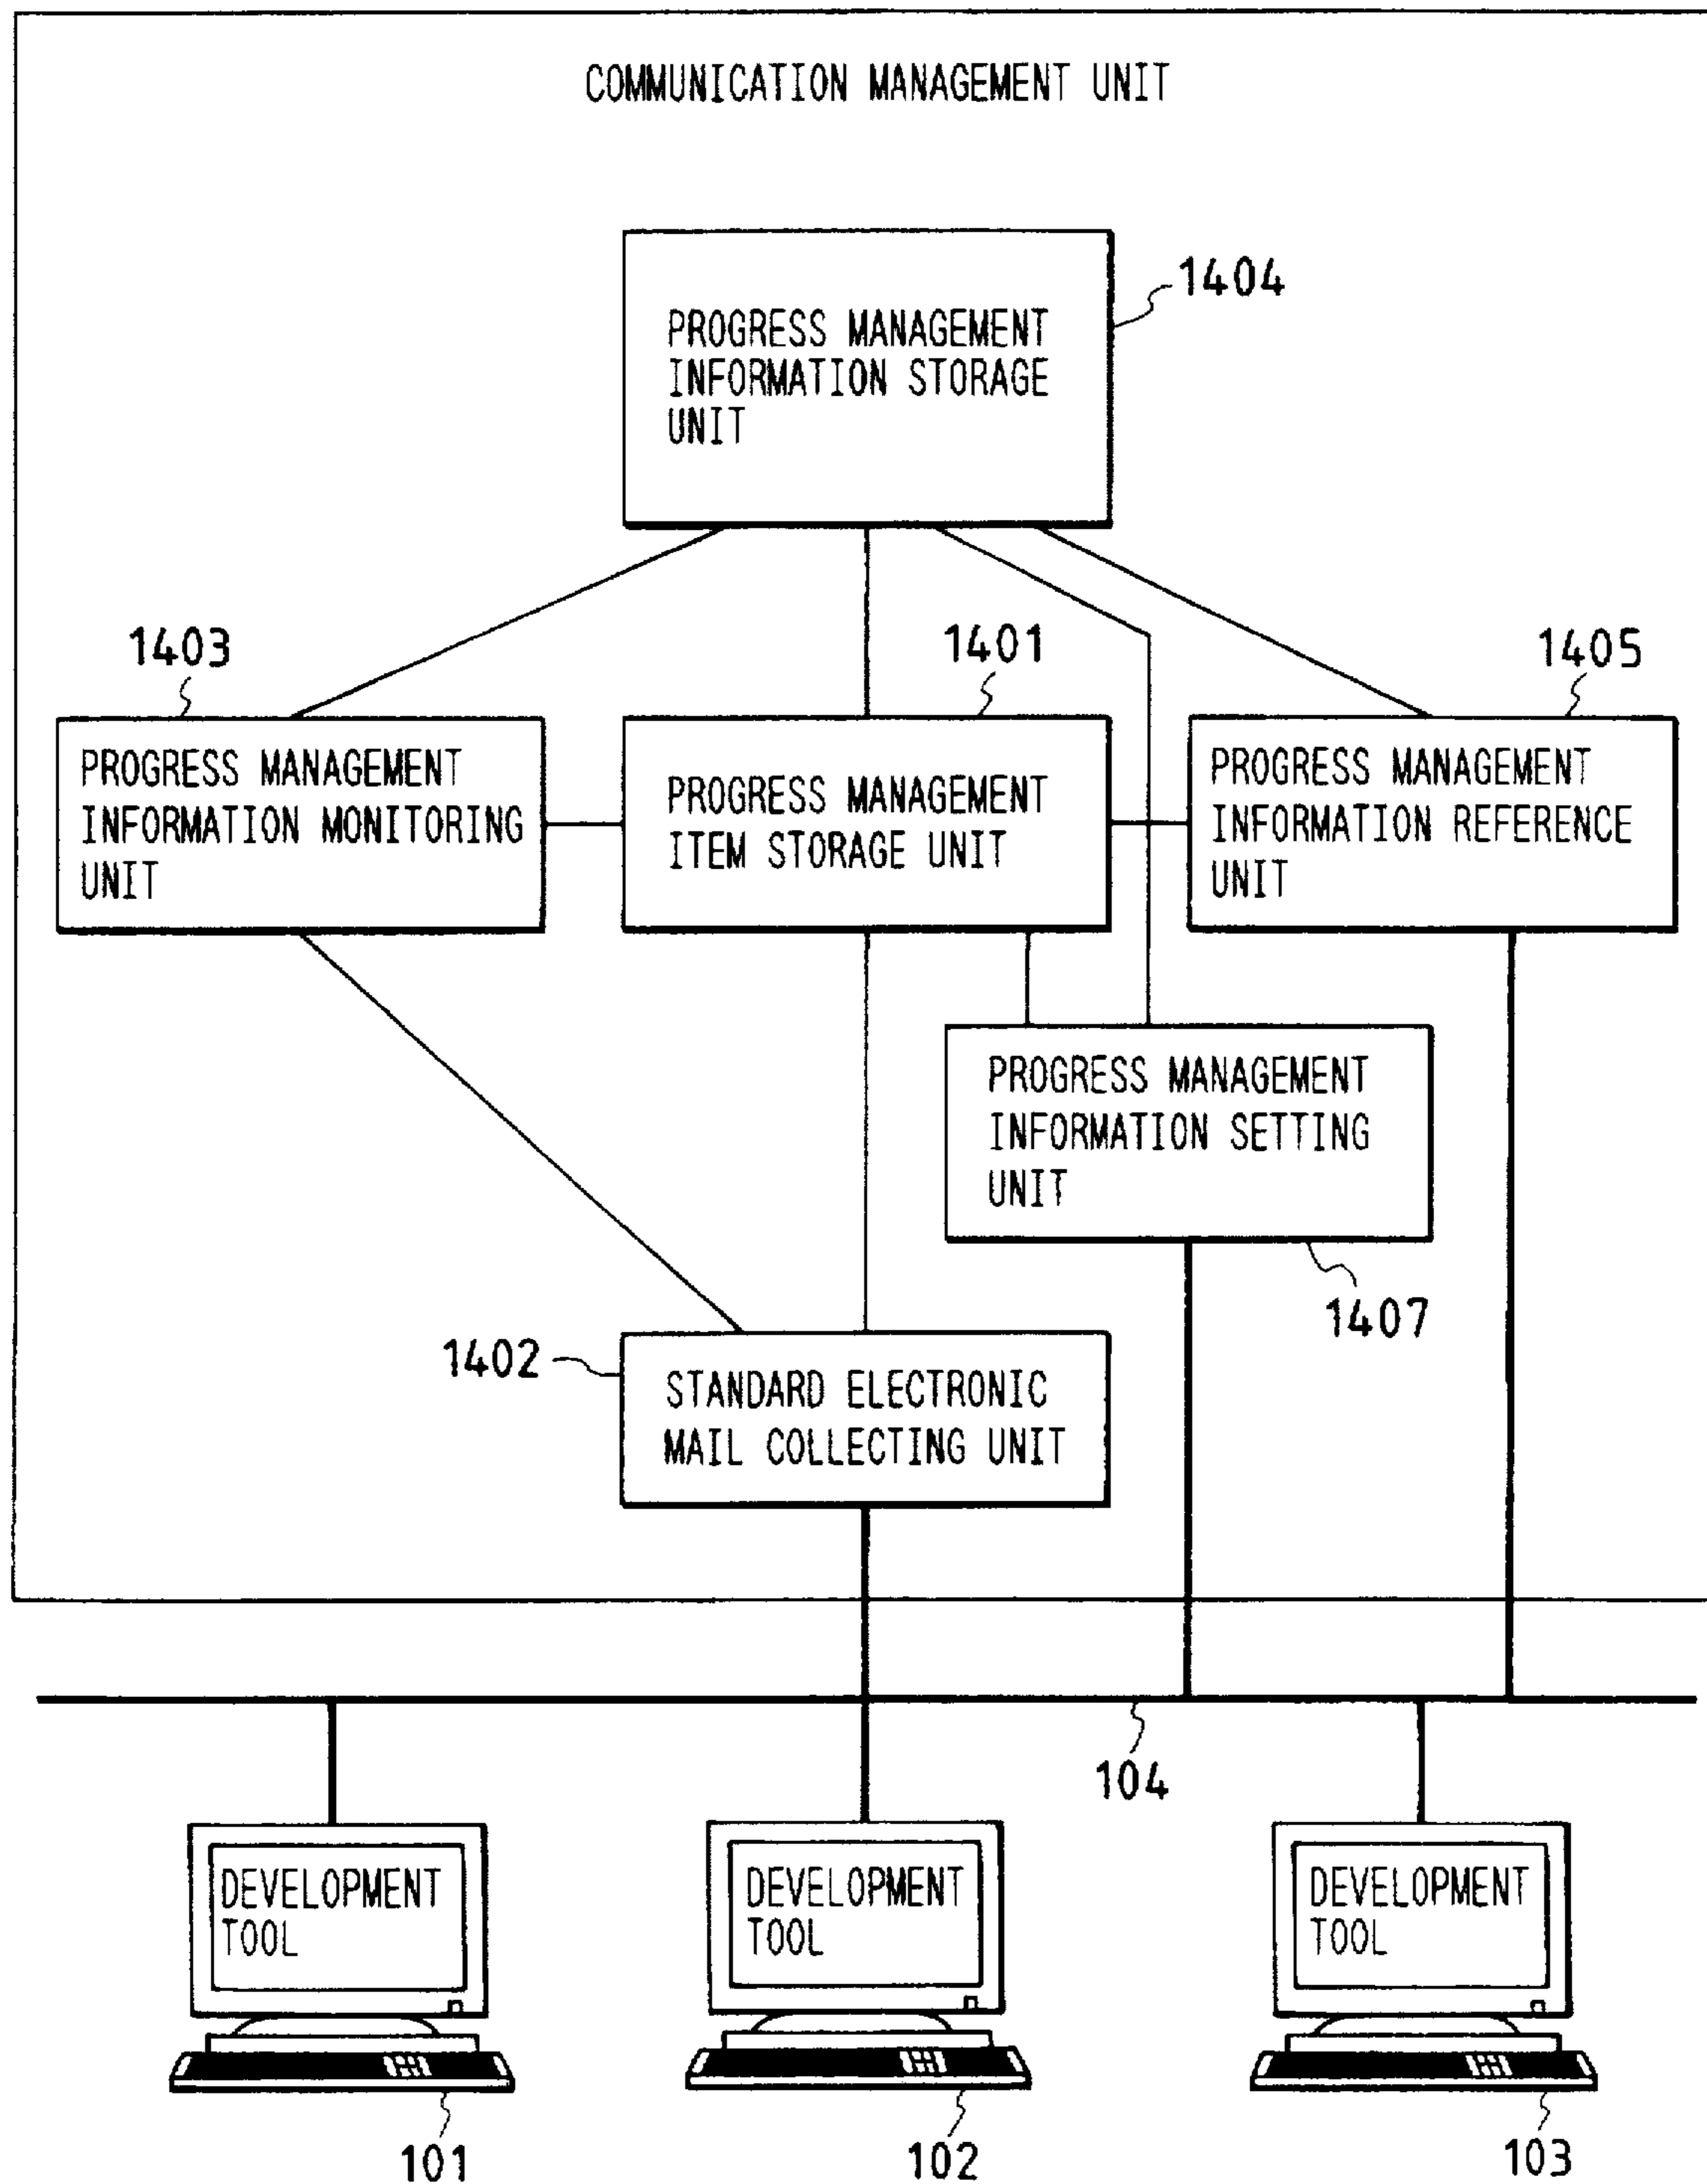 COMMUNICATION MANAGEMENT UNIT
1404
PROGRESS MANAGEMENT
INFORMATION STORAGE
UNIT
1403
1401
1405
PROGRESS MANAGEMENT
INFORMATION MONITORING
UNIT
PROGRESS MANAGEMENT
ITEM STORAGE UNIT
PROGRESS MANAGEMENT
INFORMATION REFERENCE
UNIT
PROGRESS MANAGEMENT
INFORMATION SETTING
UNIT
1407
1402
STANDARD ELECTRONIC
MAIL COLLECTING UNIT
104
DEVELOPMENT
TOOL
DEVELOPMENT
TOOL
DEVELOPMENT
TOOL
101
102
103